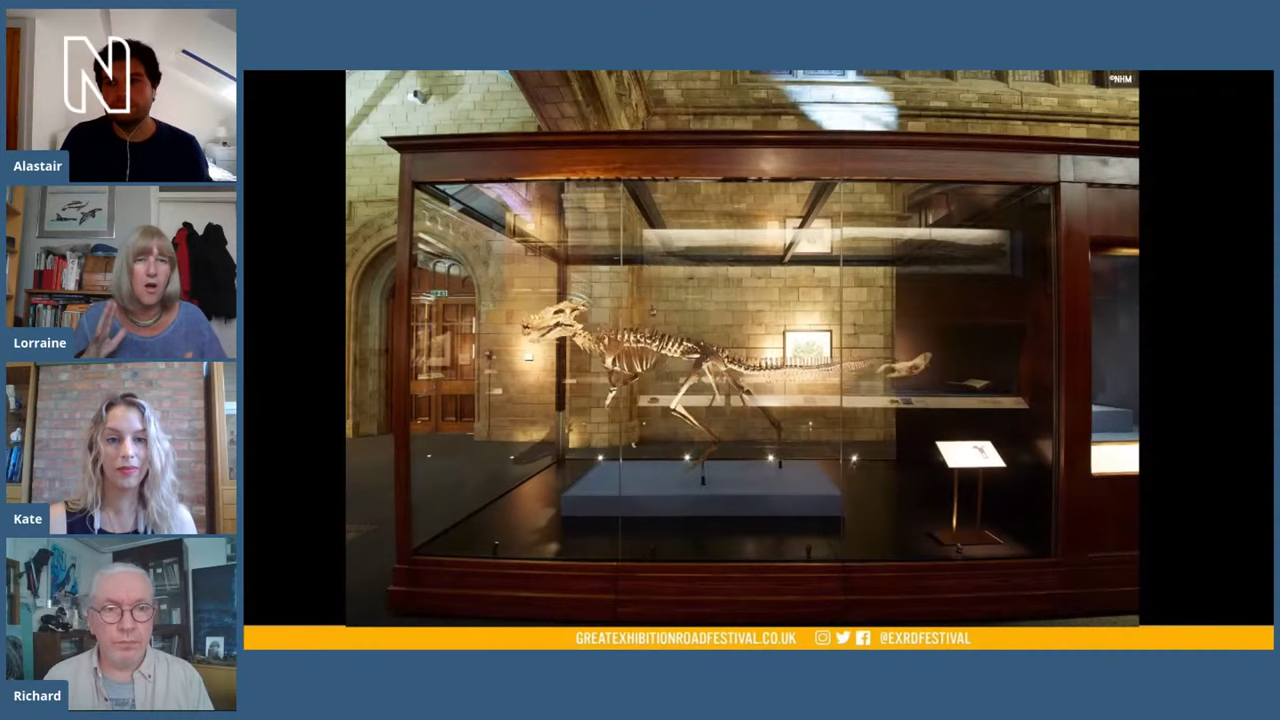 N
Alastair
Lorraine
Kate
Richard
©NHM
GREATEXHIBITIONROADFESTIVAL.CO.UK @EXRDFESTIVAL